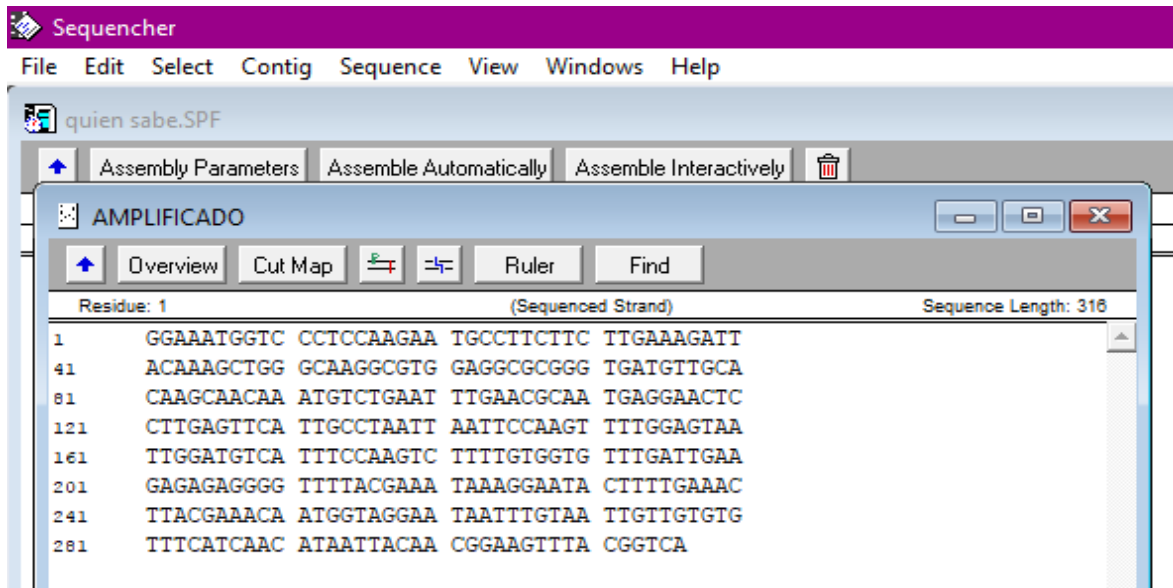 Sequencher
File Edit Select Contig Sequence View Windows Help
quien sabe.SPF
Assembly Parameters Assemble Automatically Assemble Interactively
AMPLIFICADO
Overview Cut Map Ruler Find
Residue: 1 (Sequenced Strand) Sequence Length: 316
1 GGAAATGGTC CCTCCAAGAA TGCCTTCTTC TTGAAAGATT
41 ACAAAGCTGG GCAAGGCGTG GAGGCGCGGG TGATGTTGCA
81 CAAGCAACAA ATGTCTGAAT TTGAACGCAA TGAGGAACTC
121 CTTGAGTTCA TTGCCTAATT AATTCCAAGT TTTGGAGTAA
161 TTGGATGTCA TTTCCAAGTC TTTTGTGGTG TTTGATTGAA
201 GAGAGAGGGG TTTTACGAAA TAAAGGAATA CTTTTGAAAC
241 TTACGAAACA ATGGTAGGAA TAATTTGTAA TTGTTGTGTG
281 TTTCATCAAC ATAATTACAA CGGAAGTTTA CGGTCA